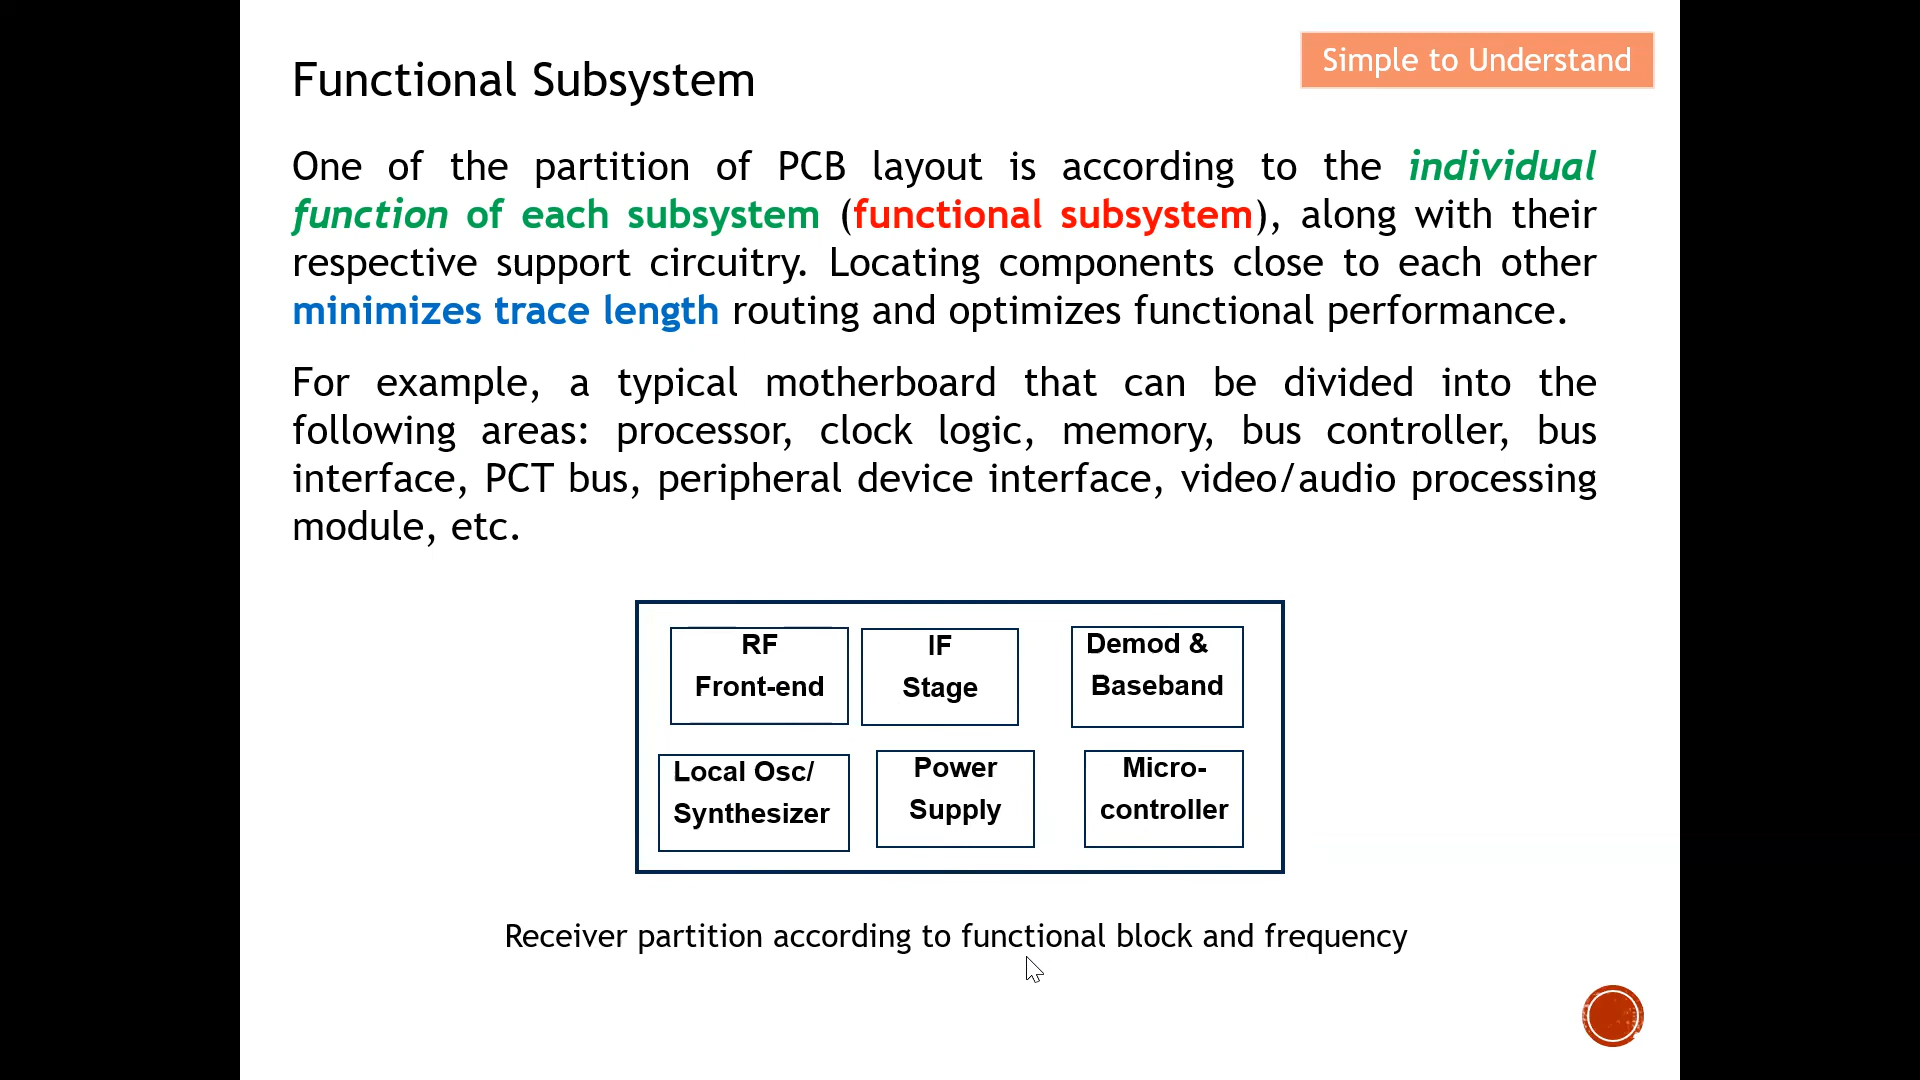 Functional Subsystem
Simple to Understand
One of the partition of PCB layout is according to the individual
function of each subsystem (functional subsystem), along with their
respective support circuitry. Locating components close to each other
minimizes trace length routing and optimizes functional performance.
For example, a typical motherboard that can be divided into the
following areas: processor, clock logic, memory, bus controller, bus
interface, PCT bus, peripheral device interface, video/audio processing
module, etc.
RF
Front-end
IF
Stage
Demod &
Baseband
Local Osc/
Synthesizer
Power
Supply
Micro-
controller
Receiver partition according to functional block and frequency